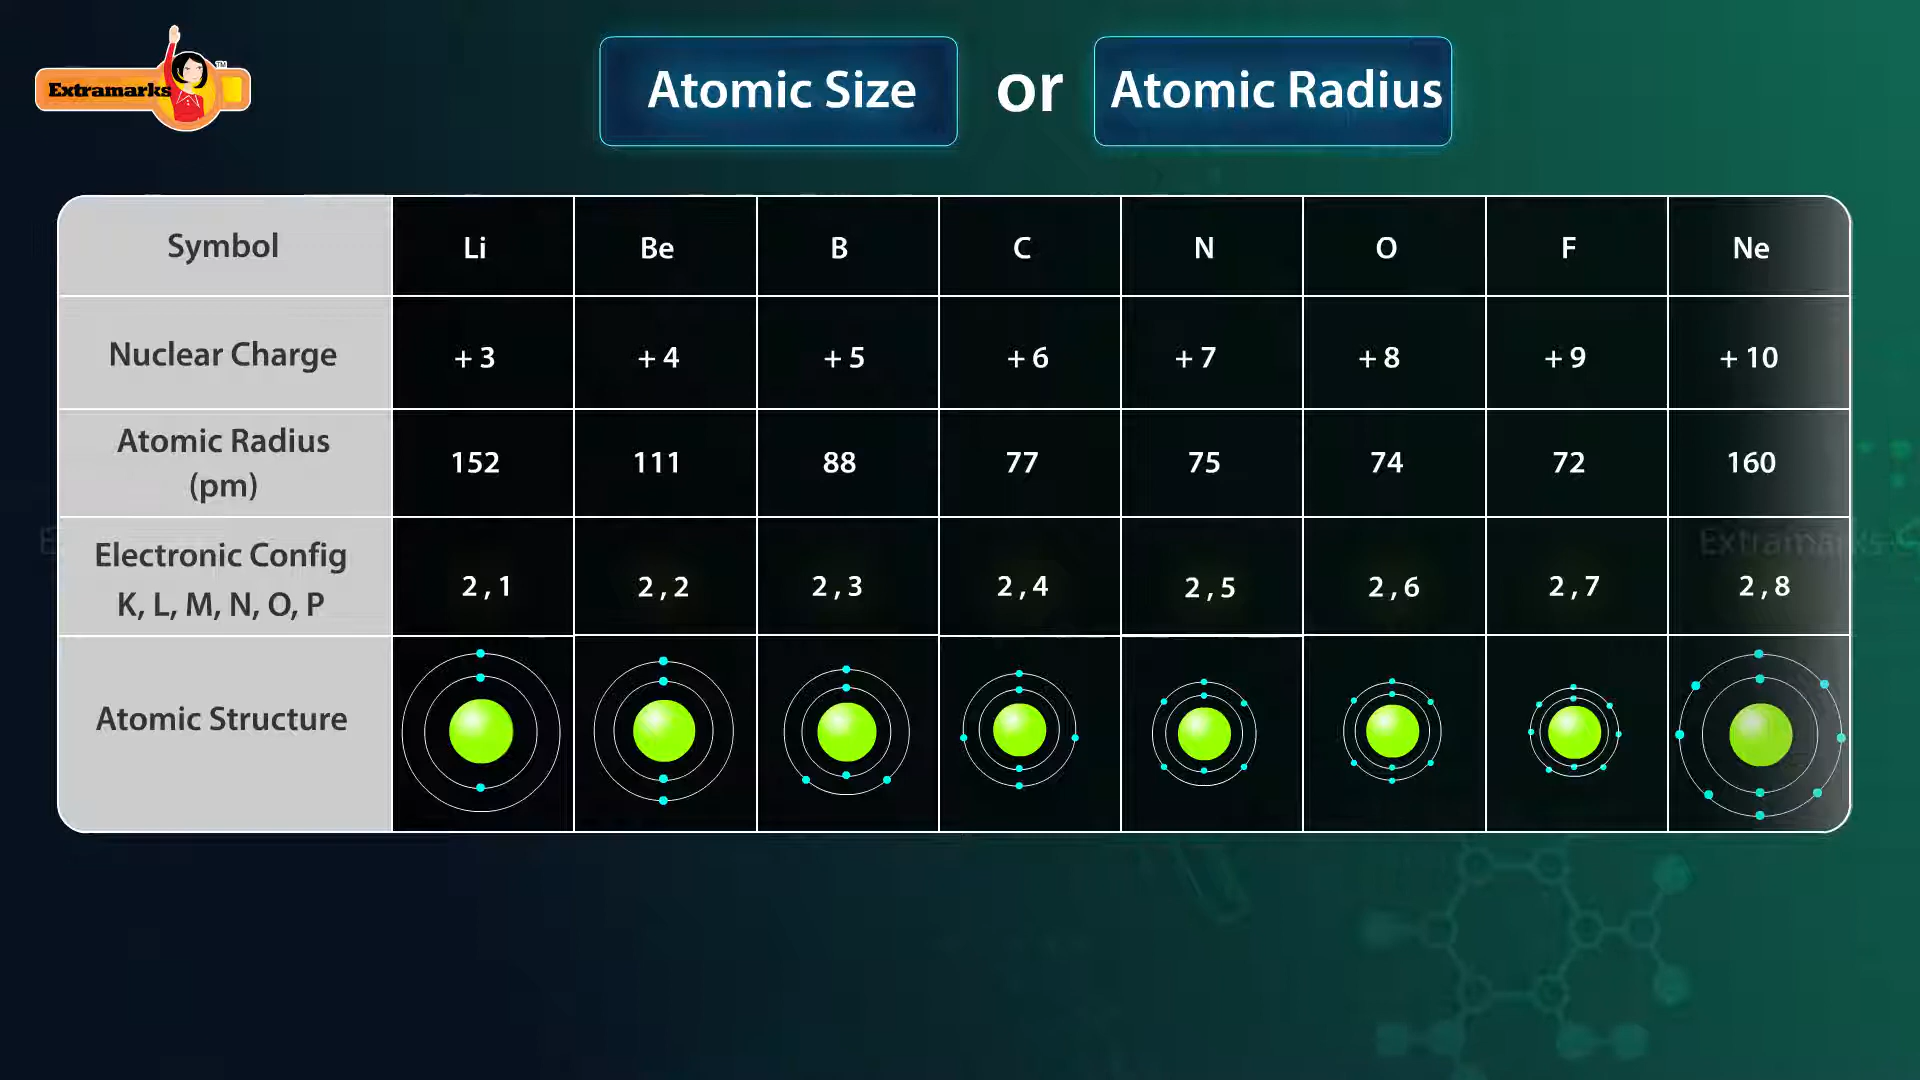 Extramarks™
Atomic Size or Atomic Radius
Symbol Li Be B C N O F Ne
Nuclear Charge + 3 + 4 + 5 + 6 + 7 + 8 + 9 + 10
Atomic Radius
(pm) 152 111 88 77 75 74 72 160
Electronic Config
K, L, M, N, O, P 2 , 1 2 , 2 2 , 3 2 , 4 2 , 5 2 , 6 2 , 7 2 , 8
Extramarks
Atomic Structure